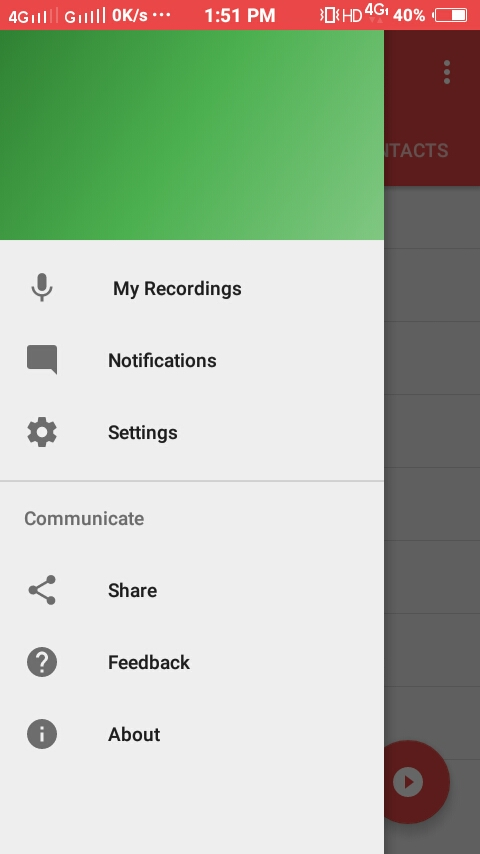 4G G 0K/s ··· 1:51 PM HD 4G 40%
NTACTS
My Recordings
Notifications
Settings
Communicate
Share
Feedback
About